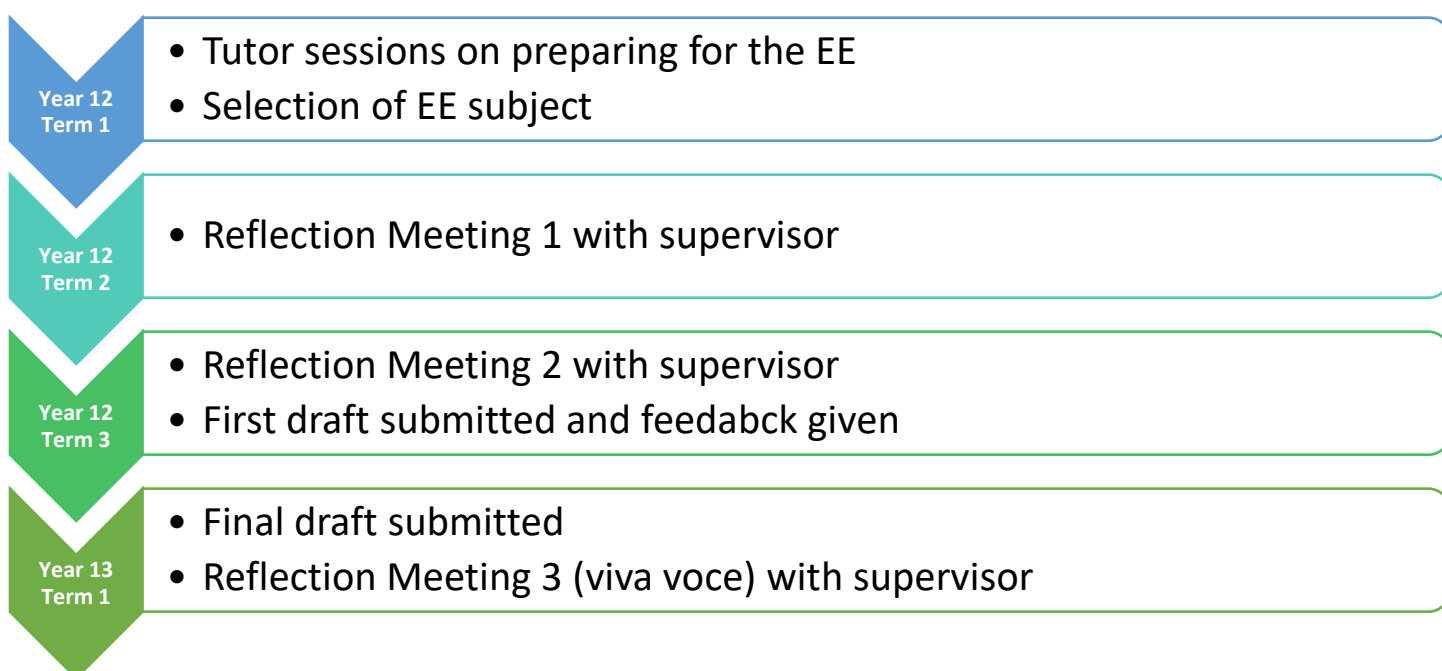 Year 12
Term 1
• Tutor sessions on preparing for the EE
• Selection of EE subject
Year 12
Term 2
• Reflection Meeting 1 with supervisor
Year 12
Term 3
• Reflection Meeting 2 with supervisor
• First draft submitted and feedabck given
Year 13
Term 1
• Final draft submitted
• Reflection Meeting 3 (viva voce) with supervisor